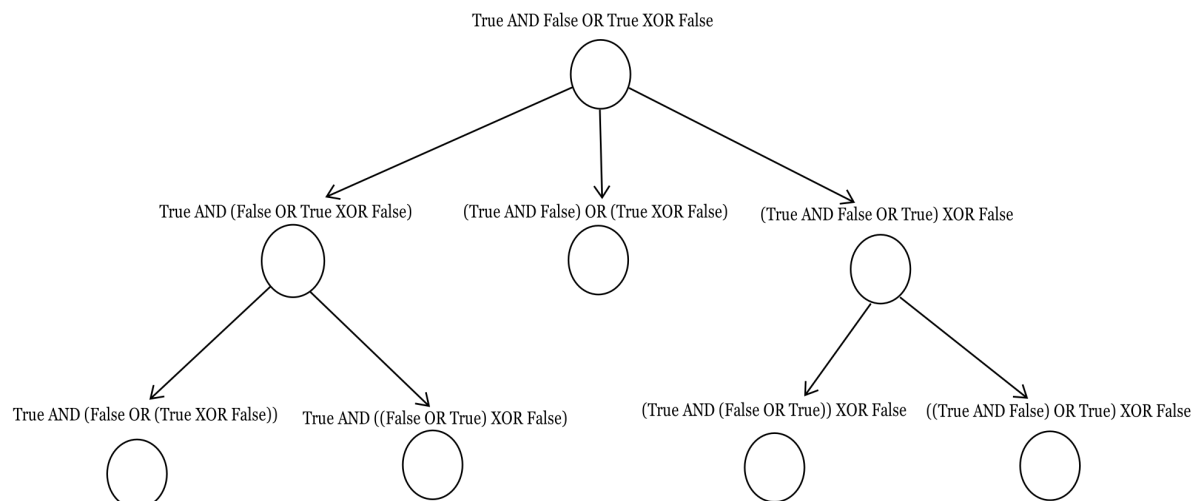 True AND False OR True XOR False
True AND (False OR True XOR False)
(True AND False) OR (True XOR False)
(True AND False OR True) XOR False
True AND (False OR (True XOR False))
True AND ((False OR True) XOR False)
(True AND (False OR True)) XOR False
((True AND False) OR True) XOR False